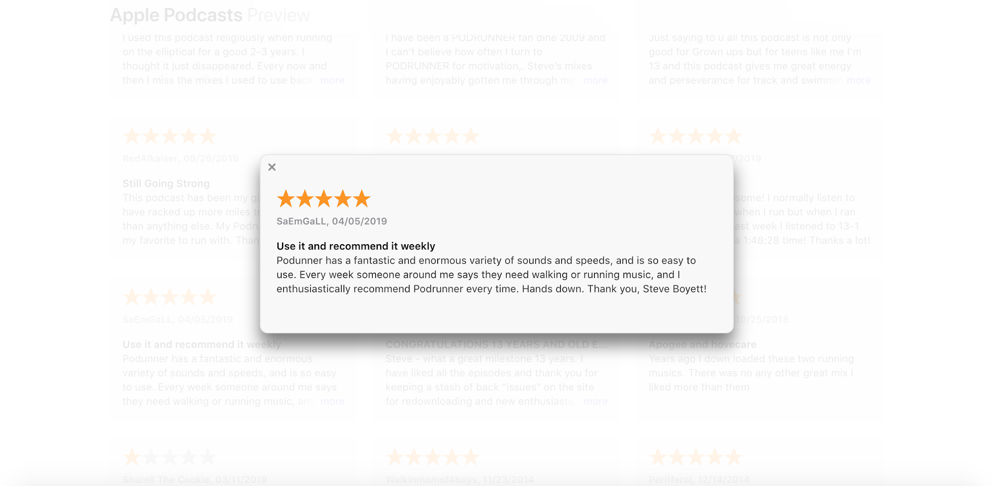 Apple Podcasts Preview
I used this podcast religiously when running
on the elliptical for a good 2-3 years. I
thought it just disappeared. Every now and
then I miss the mixes I used to use back more
I have been a PODRUNNER fan dine 2009 and
I can't believe how often I turn to
PODRUNNER for motivation,. Steve's mixes
having enjoyably gotten me through my more
Just saying to u all this podcast is not only
good for Grown ups but for teens like me I'm
13 and this podcast gives me great energy
and perseverance for track and swimmin more
RedAlkaiser, 09/26/2019
Still Going Strong
This podcast has been my go
have racked up more miles to
than anything else. My Podru
my favorite to run with. Than
/2019
some! I normally listen to
when I run but when I ran
ast week I listened to 13-1
a 1:48:28 time! Thanks a lot!
SaEmGaLL, 04/05/2019
Use it and recommend it weekly
Podunner has a fantastic and enormous variety of sounds and speeds, and is so easy to
use. Every week someone around me says they need walking or running music, and I
enthusiastically recommend Podrunner every time. Hands down. Thank you, Steve Boyett!
SaEmGaLL, 04/05/2019
Use it and recommend it weekly
Podunner has a fantastic and enormous
variety of sounds and speeds, and is so easy
to use. Every week someone around me says
they need walking or running music, and more
CONGRATULATIONS 13 YEARS AND OLD E...
Steve - what a great milestone 13 years. I
have liked all the episodes and thank you for
keeping a stash of back "issues" on the site
for redownloading and new enthusiasts. more
10/25/2018
Apogee and hovecare
Years ago I down loaded these two running
musics. There was no any other great mix I
liked more than them
Sharell The Cookie, 03/11/2019
Walkinmomof4boys, 11/23/2014
Perifferol, 12/14/2014